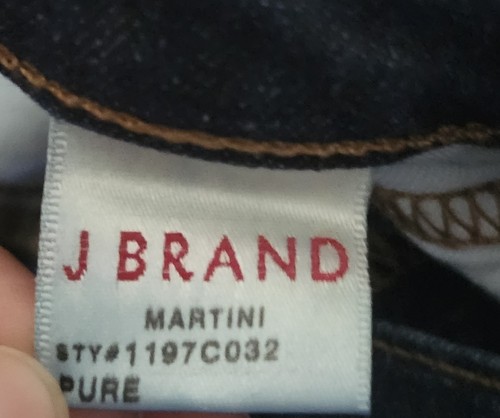 J BRAND
MARTINI
STY#1197C032
PURE